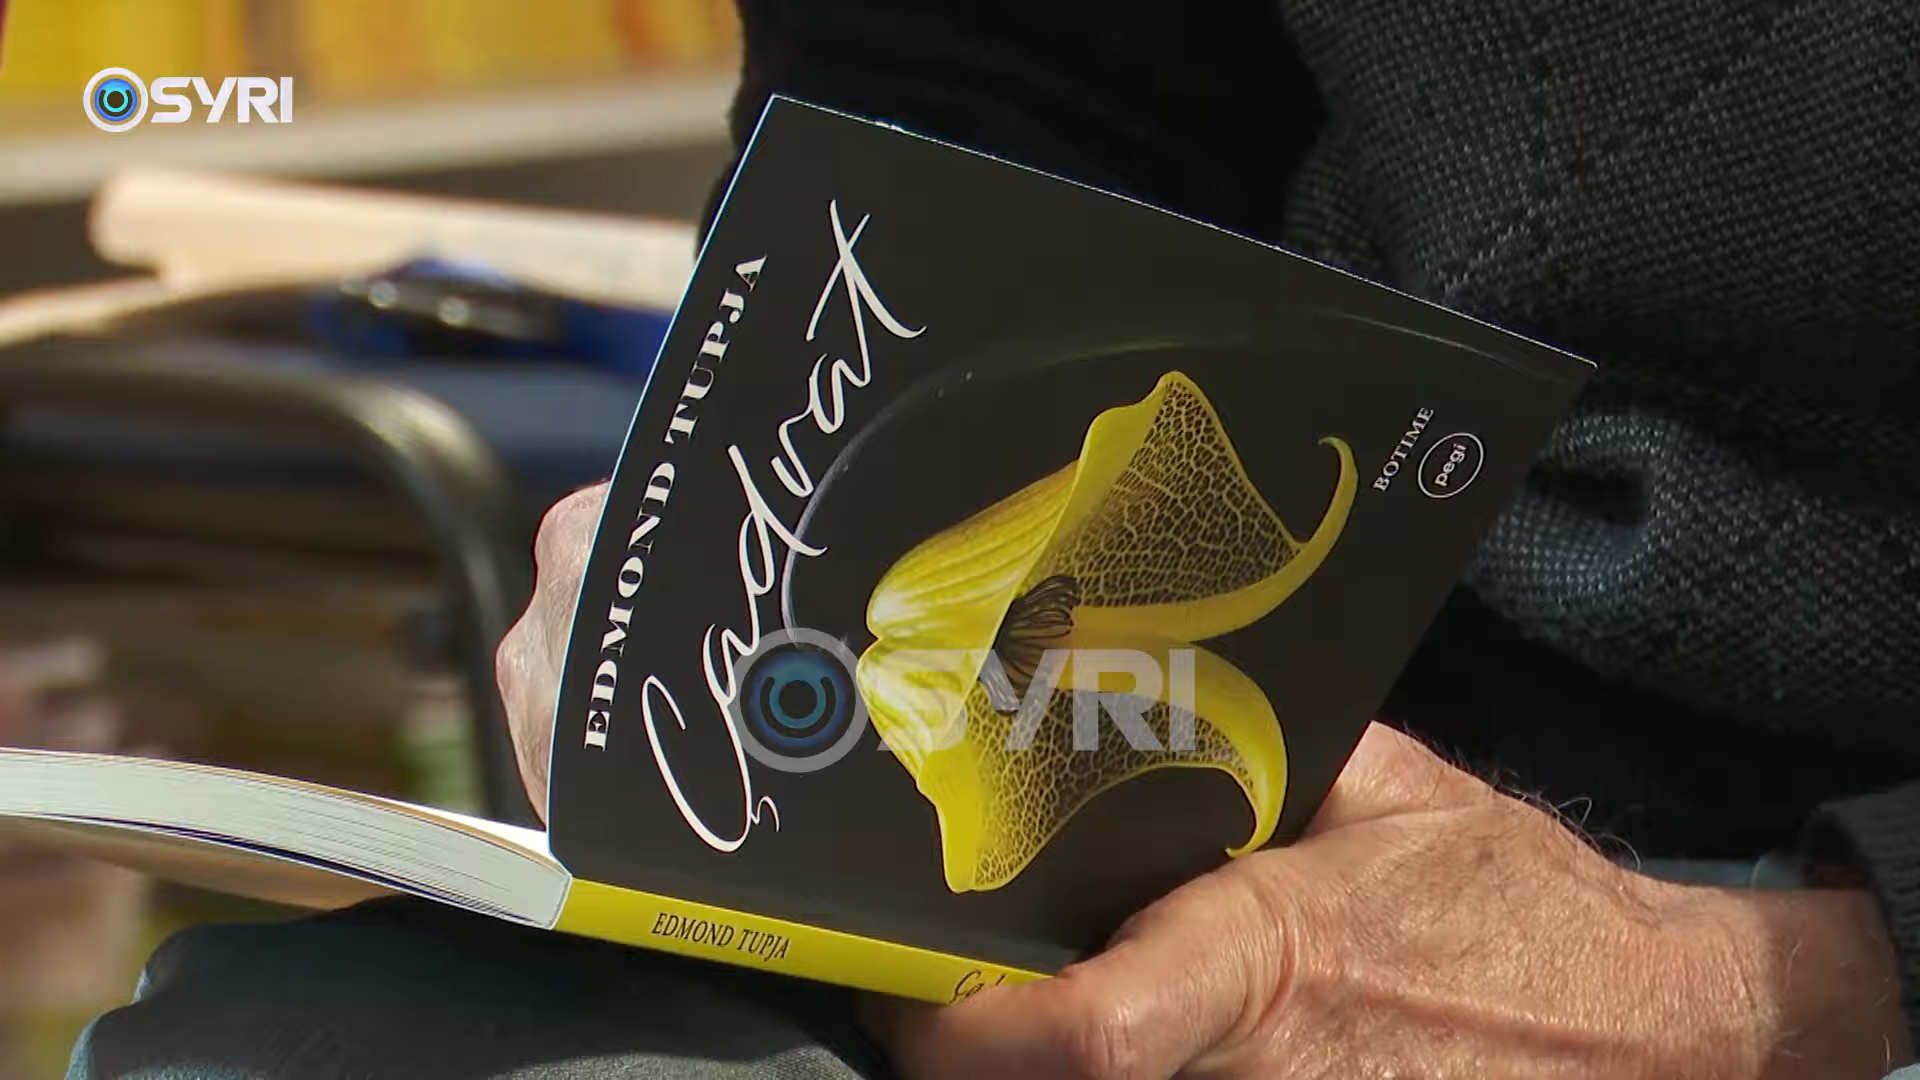 SYRI
EDMOND TUPJA
Çadrat
BOTIME
pegi
SYRI
EDMOND TUPJA